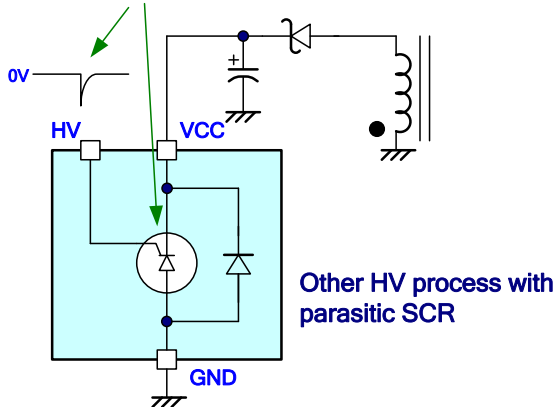 0V
+
HV
VCC
Other HV process with
parasitic SCR
GND